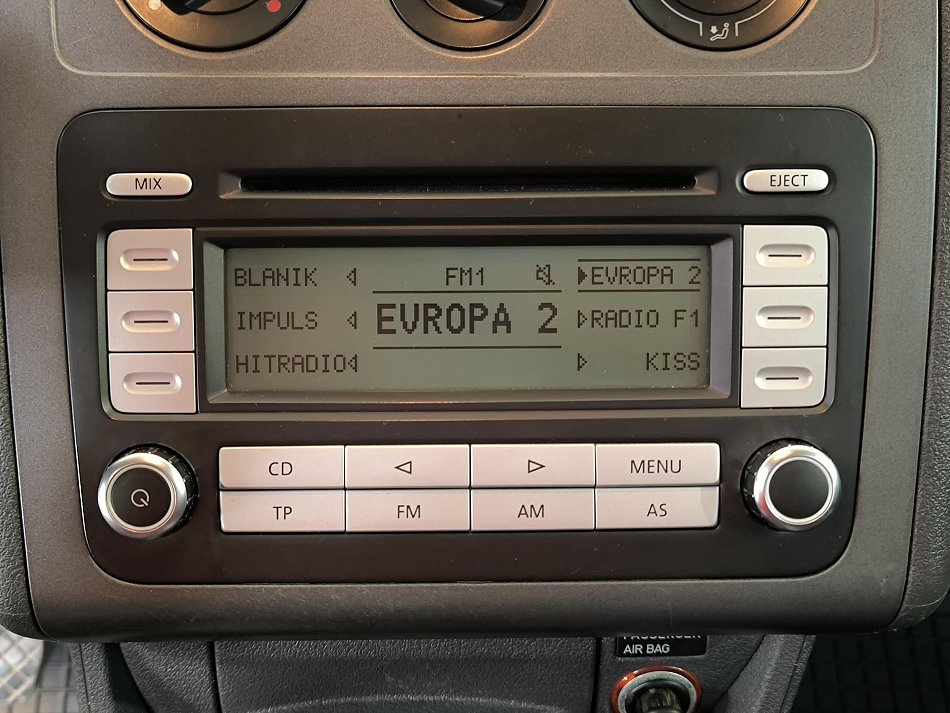 MIX
EJECT
BLANIK FM1 EVROPA 2
IMPULS EVROPA 2 RADIO F1
HITRADIO KISS
CD MENU
TP FM AM AS
PASSENGER
AIR BAG